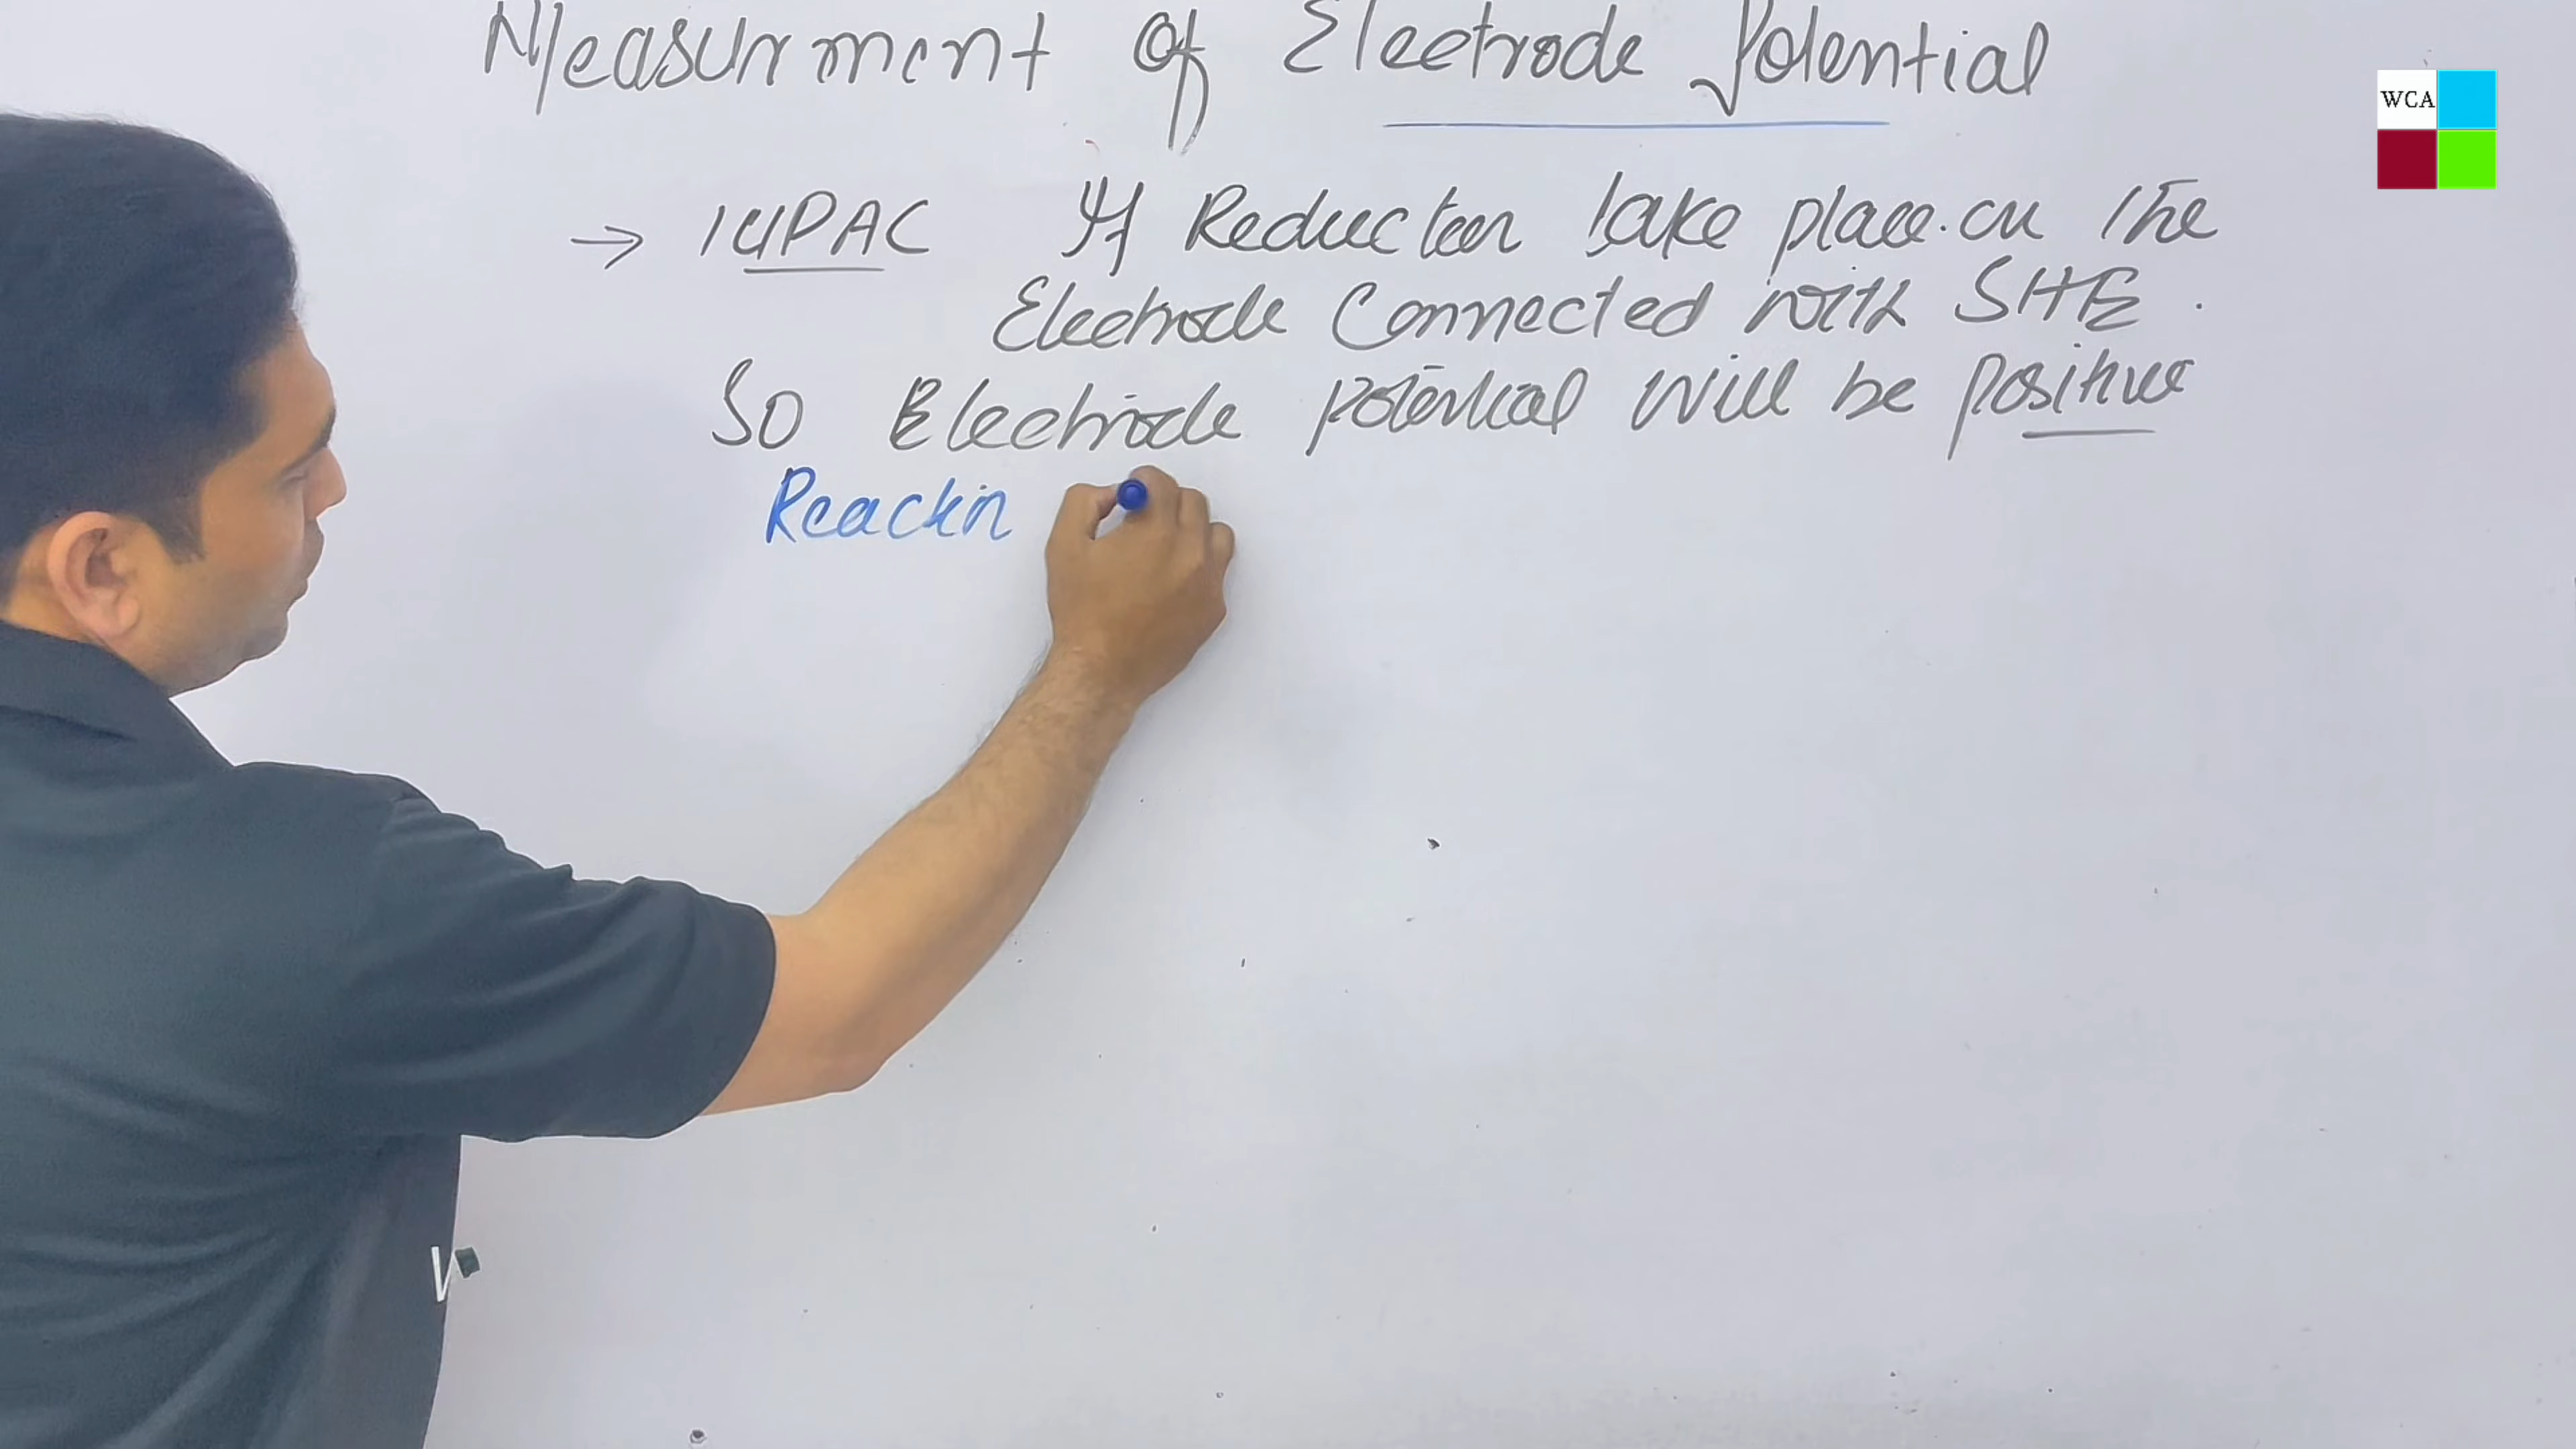 Measurment Of Electrode Potential
WCA
→ IUPAC If Reduction take place on the
Electrode Connected with SHE.
So Electrode potential will be positive
Reaction